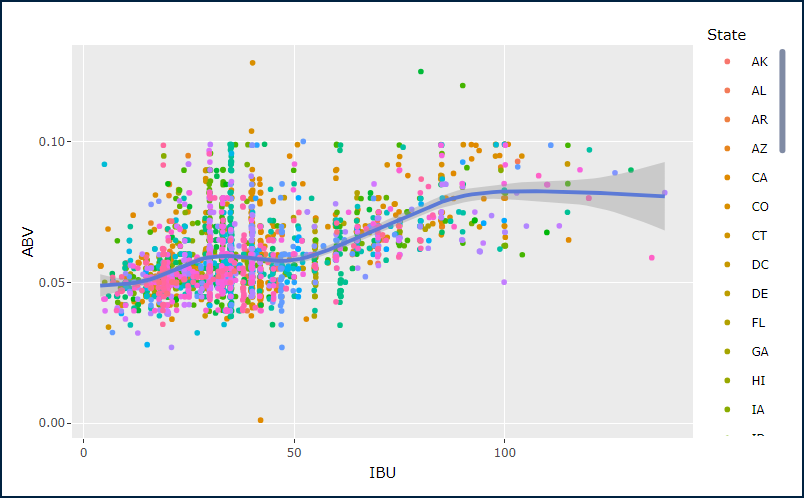 State
AK
AL
AR
AZ
CA
CO
CT
DC
DE
FL
GA
HI
IA
0.10
0.05
0.00
ABV
0
50
100
IBU